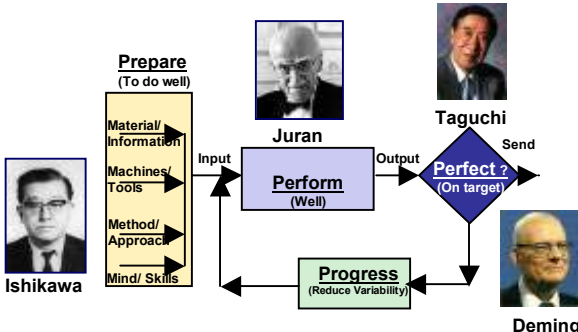 Prepare
(To do well)
Material/
Information
Machines/
Tools
Method/
Approach
Mind/ Skills
Ishikawa
Input
Juran
Perform
(Well)
Output
Taguchi
Perfect ?
(On target)
Send
Progress
(Reduce Variability)
Deming